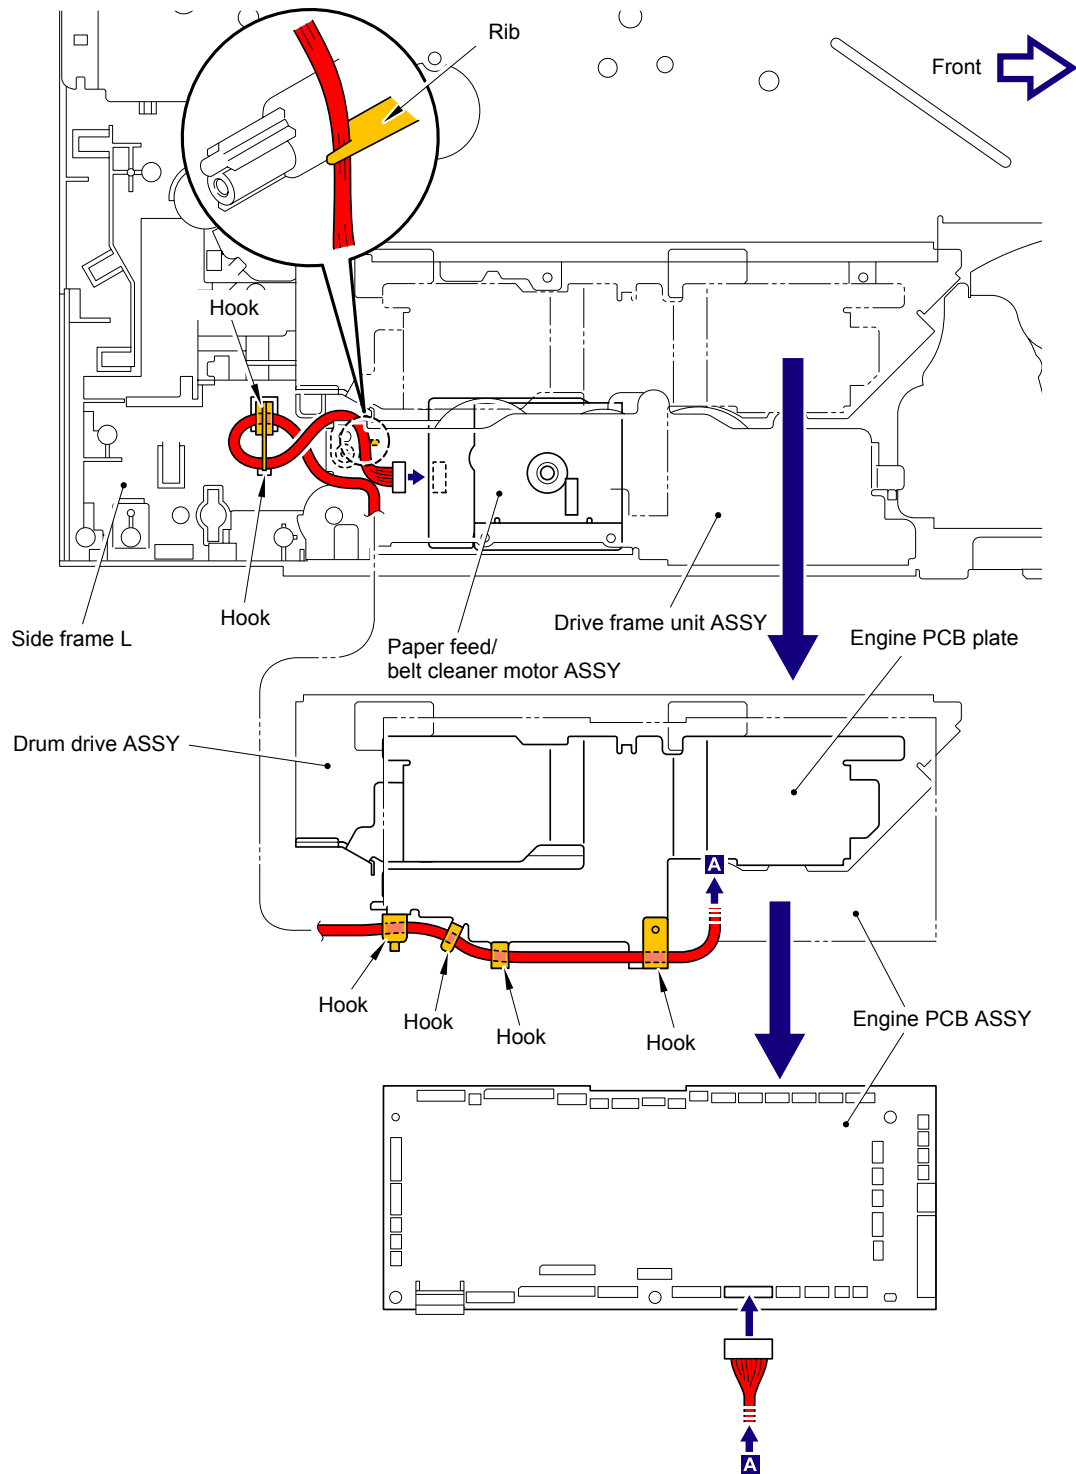 Rib
Front
Hook
Hook
Side frame L
Paper feed/
belt cleaner motor ASSY
Drive frame unit ASSY
Engine PCB plate
Drum drive ASSY
A
Hook
Hook
Hook
Hook
Engine PCB ASSY
A